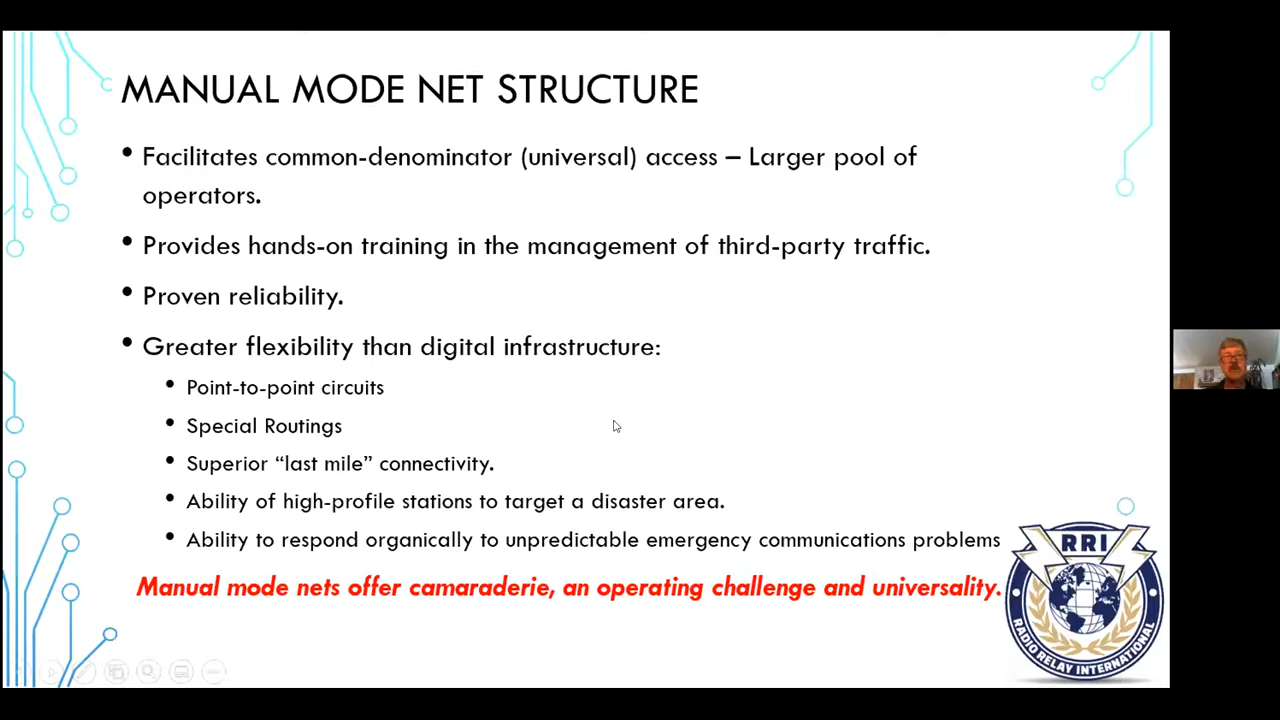 MANUAL MODE NET STRUCTURE
• Facilitates common-denominator (universal) access – Larger pool of
operators.
• Provides hands-on training in the management of third-party traffic.
• Proven reliability.
• Greater flexibility than digital infrastructure:
• Point-to-point circuits
• Special Routings
• Superior “last mile” connectivity.
• Ability of high-profile stations to target a disaster area.
• Ability to respond organically to unpredictable emergency communications problems
Manual mode nets offer camaraderie, an operating challenge and universality.
RRI
RADIO RELAY INTERNATIONAL